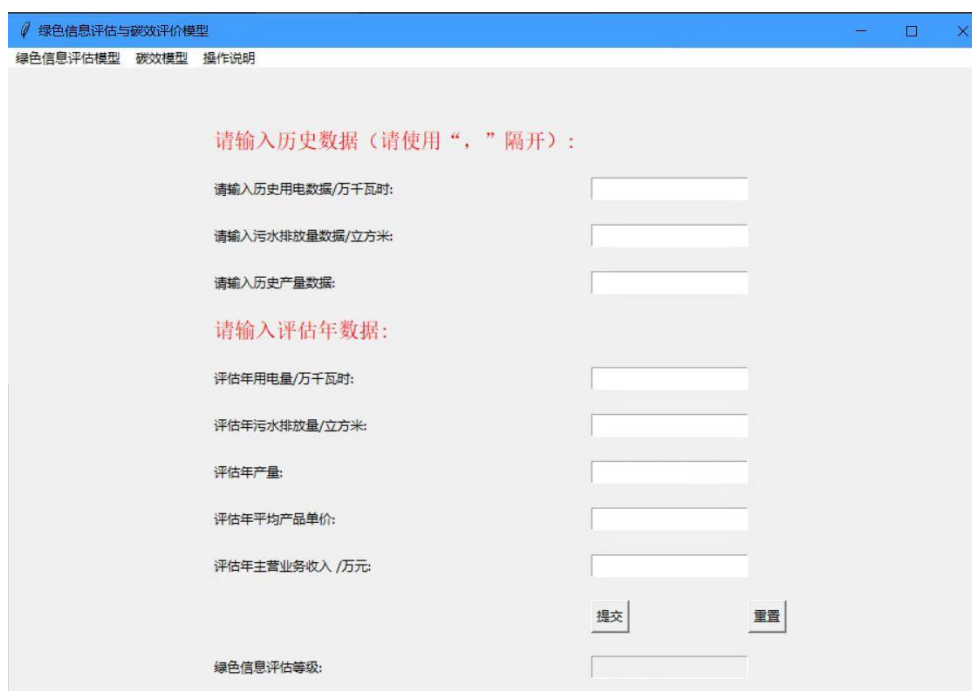 绿色信息评估与碳效评价模型
绿色信息评估模型 碳效模型 操作说明
请输入历史数据（请使用“，”隔开）:
请输入历史用电数据/万千瓦时:
请输入污水排放量数据/立方米:
请输入历史产量数据:
请输入评估年数据:
评估年用电量/万千瓦时:
评估年污水排放量/立方米:
评估年产量:
评估年平均产品单价:
评估年主营业务收入 /万元:
提交 重置
绿色信息评估等级: